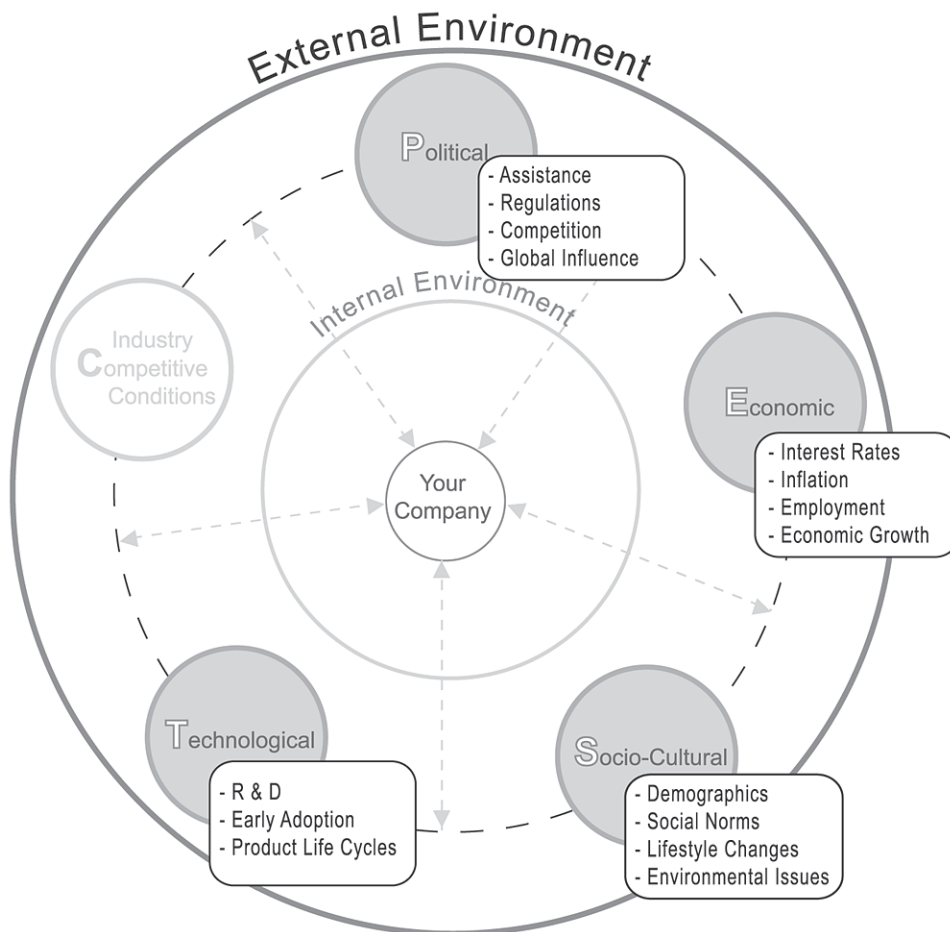 External Environment
Political
- Assistance
- Regulations
- Competition
- Global Influence
Internal Environment
Industry
Competitive
Conditions
Economic
- Interest Rates
- Inflation
- Employment
- Economic Growth
Your
Company
Technological
- R & D
- Early Adoption
- Product Life Cycles
Socio-Cultural
- Demographics
- Social Norms
- Lifestyle Changes
- Environmental Issues